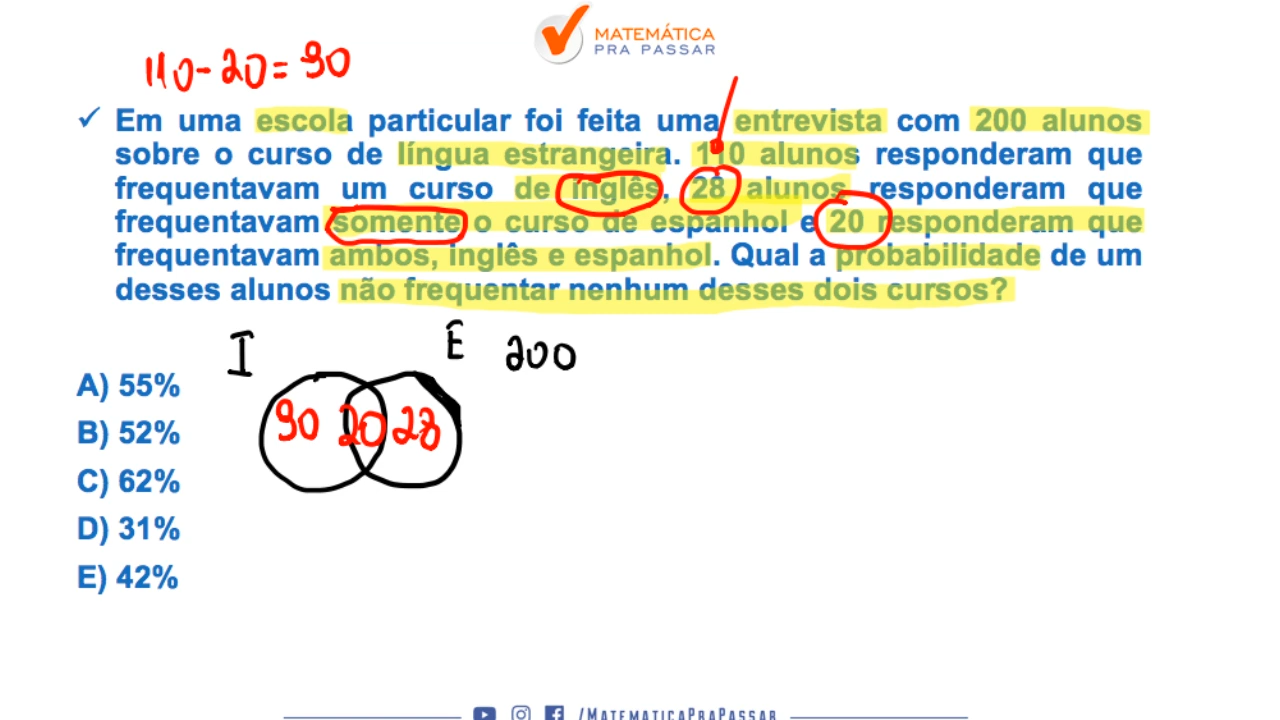 MATEMÁTICA
PRA PASSAR
110-20=90
Em uma escola particular foi feita uma entrevista com 200 alunos
sobre o curso de língua estrangeira. 110 alunos responderam que
frequentavam um curso de inglês, 28 alunos responderam que
frequentavam somente o curso de espanhol e 20 responderam que
frequentavam ambos, inglês e espanhol. Qual a probabilidade de um
desses alunos não frequentar nenhum desses dois cursos?
I E 200
A) 55%
90 20 28
B) 52%
C) 62%
D) 31%
E) 42%
/MATEMATICAPRAPASSAR